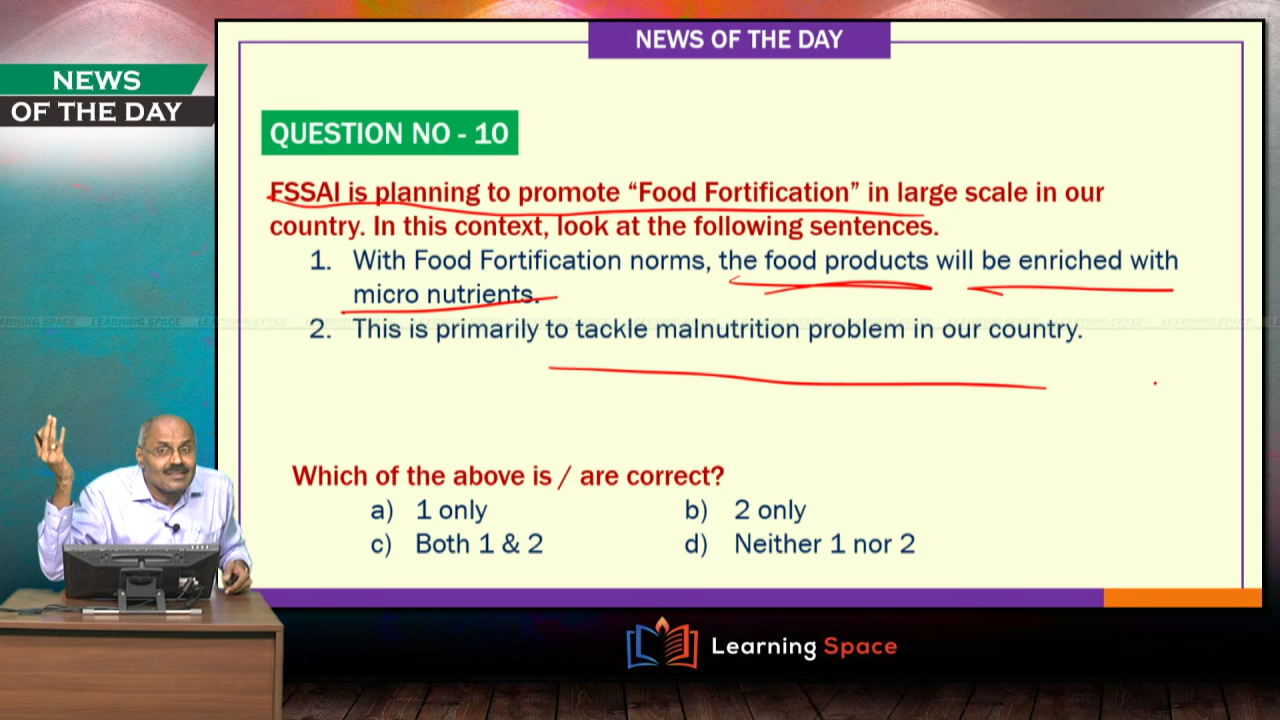 NEWS OF THE DAY
NEWS
OF THE DAY
QUESTION NO - 10
FSSAI is planning to promote “Food Fortification” in large scale in our
country. In this context, look at the following sentences.
1. With Food Fortification norms, the food products will be enriched with
micro nutrients.
LEARNING SPACE LEARNING SPACE
2. This is primarily to tackle malnutrition problem in our country.
Which of the above is / are correct?
a) 1 only b) 2 only
c) Both 1 & 2 d) Neither 1 nor 2
Learning Space